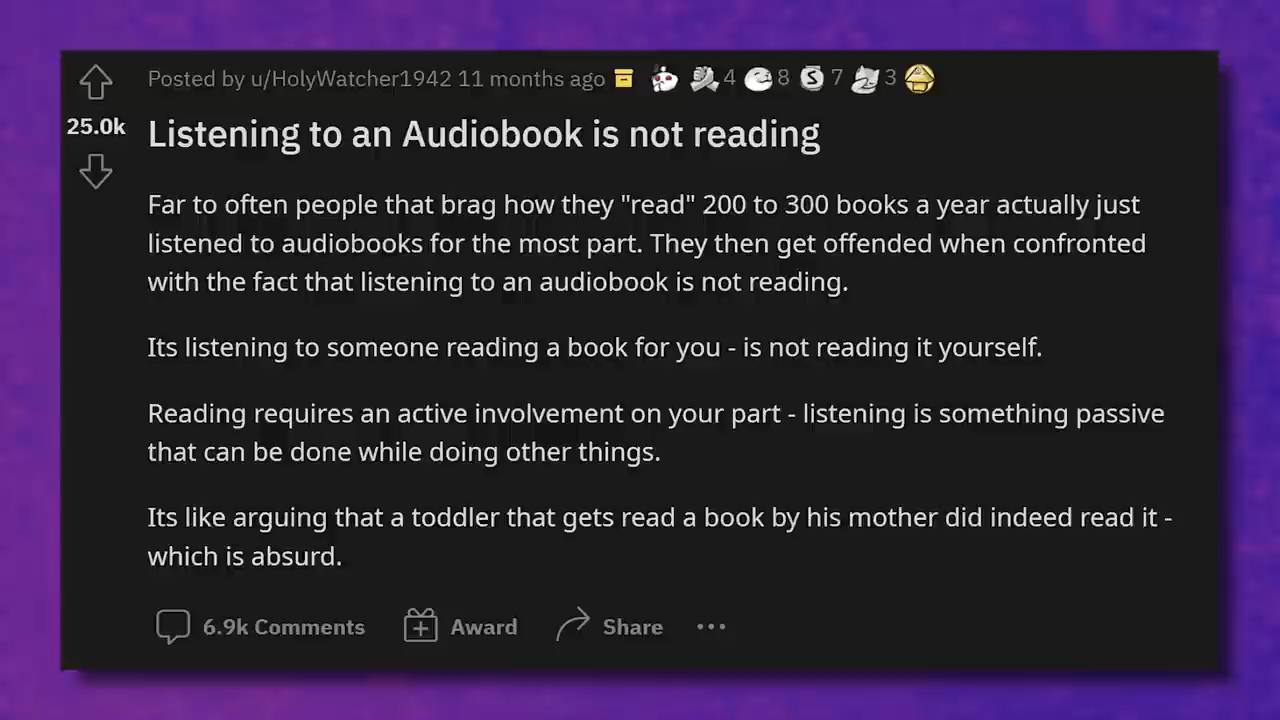 Posted by u/HolyWatcher1942 11 months ago 4 8 7 3
25.0k
Listening to an Audiobook is not reading
Far to often people that brag how they "read" 200 to 300 books a year actually just
listened to audiobooks for the most part. They then get offended when confronted
with the fact that listening to an audiobook is not reading.
Its listening to someone reading a book for you - is not reading it yourself.
Reading requires an active involvement on your part - listening is something passive
that can be done while doing other things.
Its like arguing that a toddler that gets read a book by his mother did indeed read it -
which is absurd.
6.9k Comments Award Share